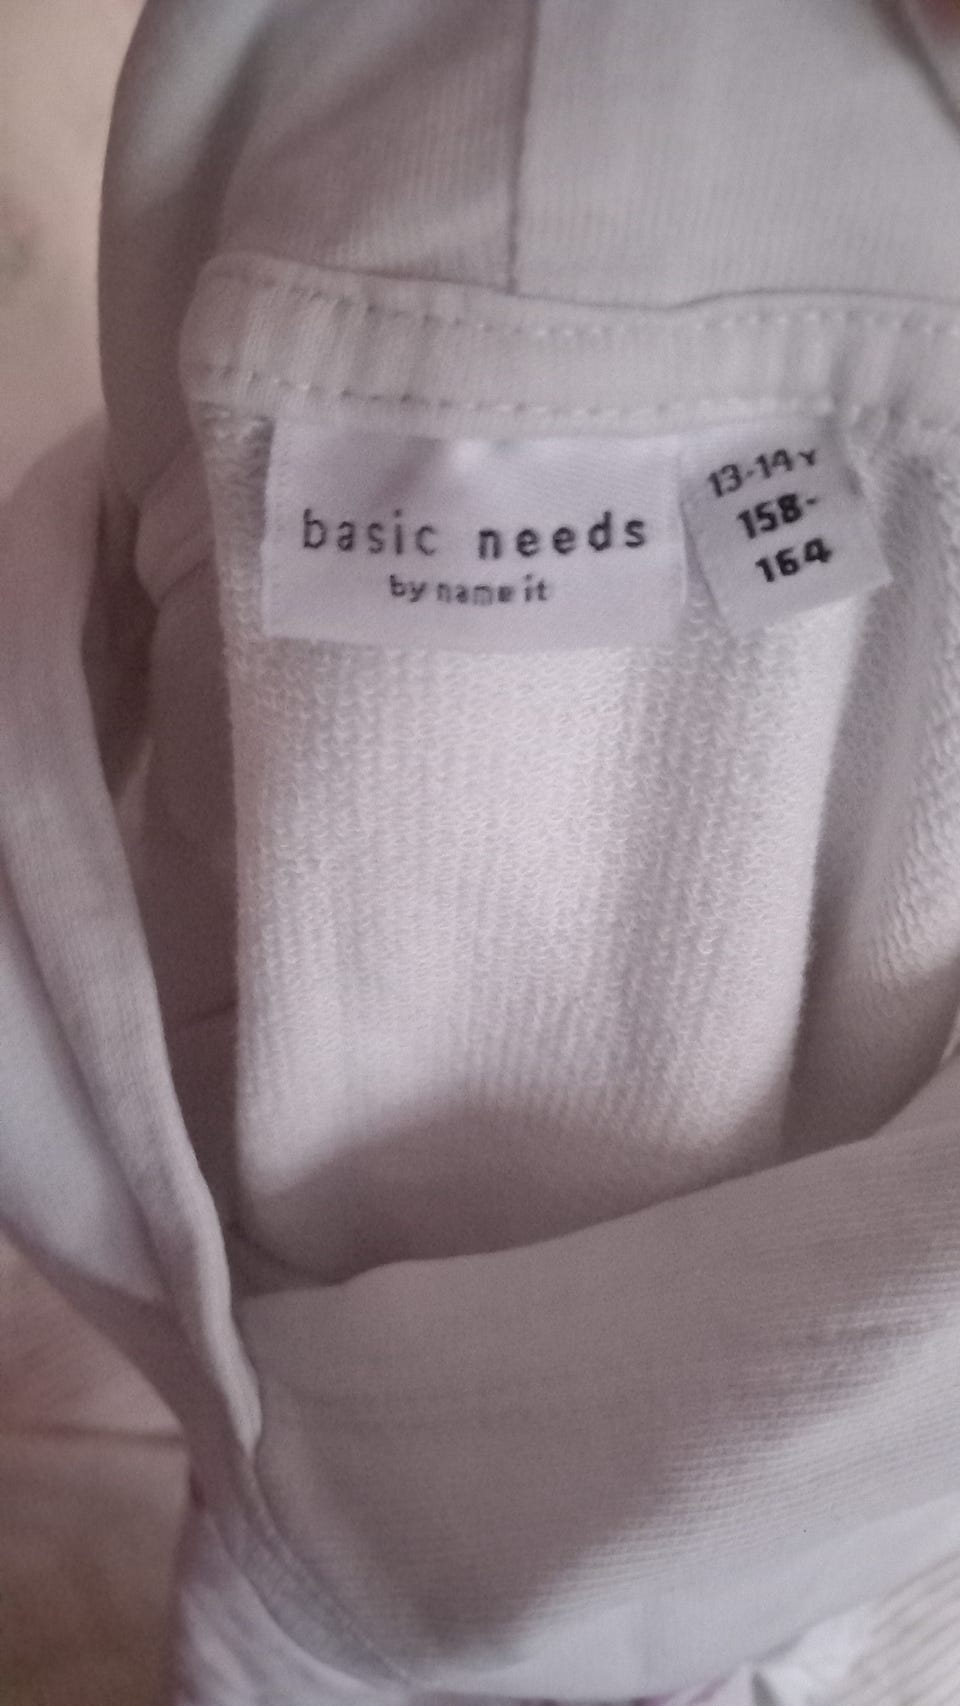 basic needs
by name it
13-14Y
158-
164